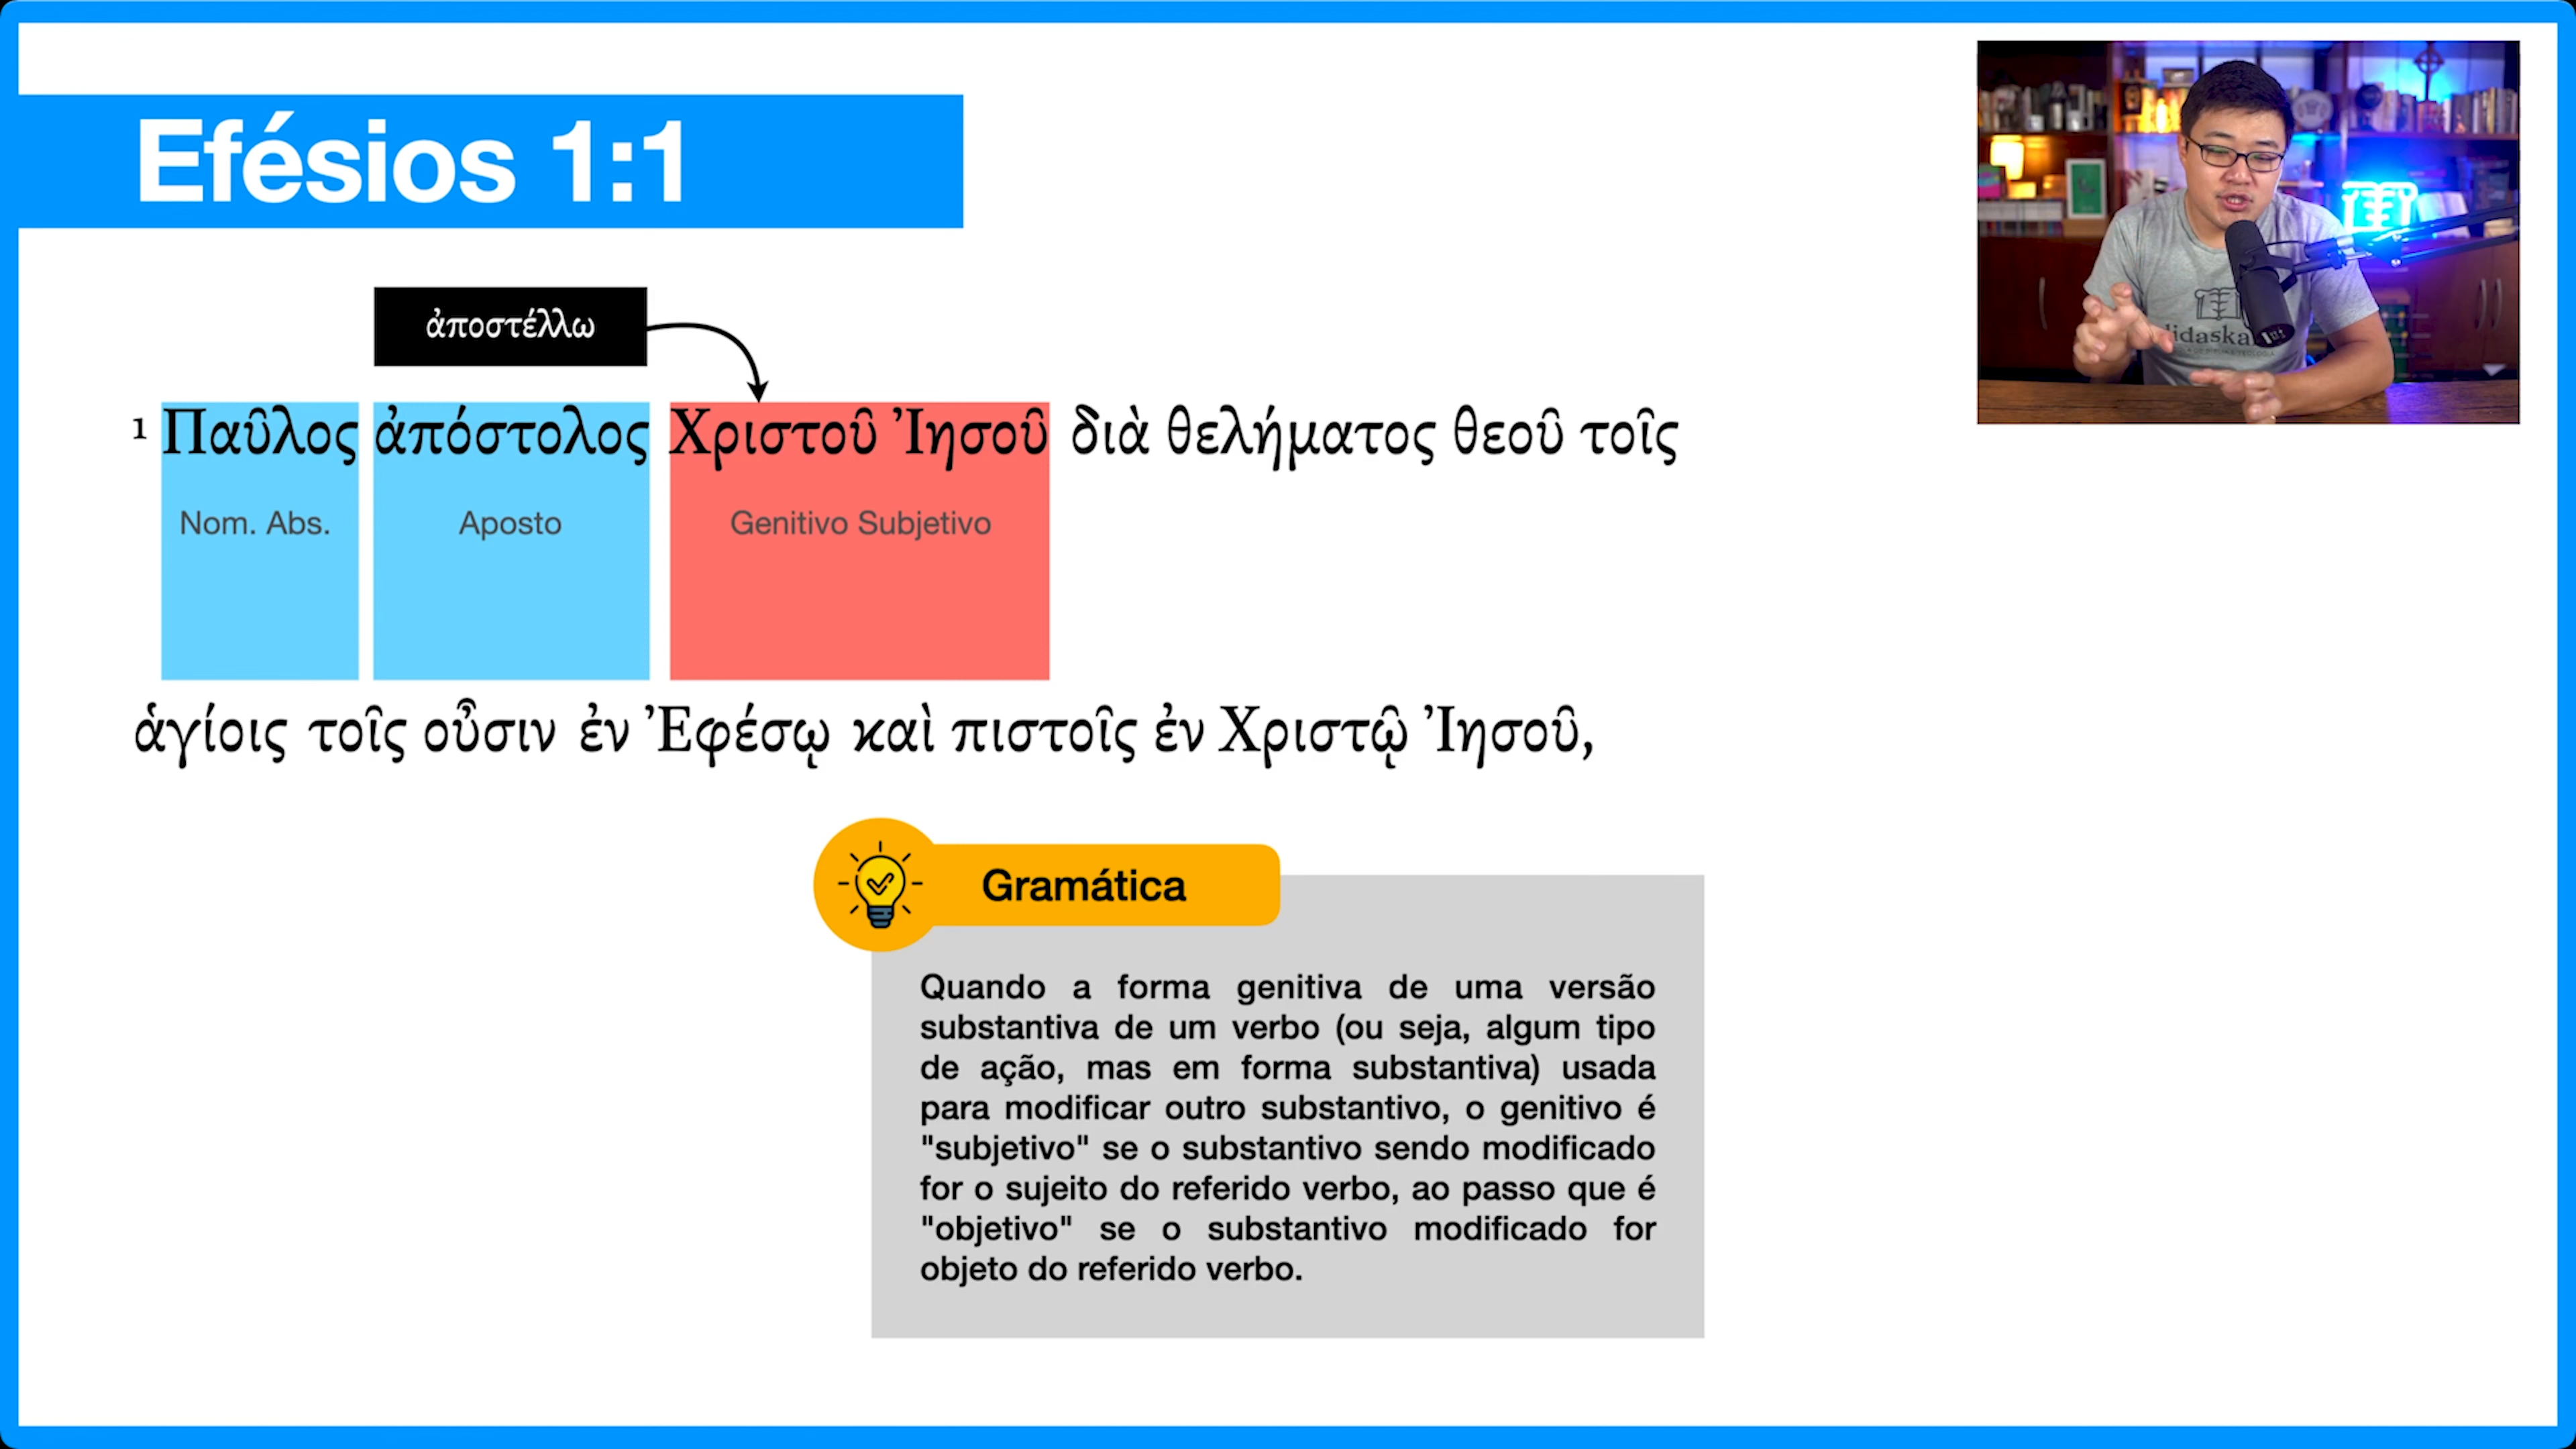 Efésios 1:1
ἀποστέλλω
1 Παῦλος ἀπόστολος Χριστοῦ Ἰησοῦ διὰ θελήματος θεοῦ τοῖς
Nom. Abs. Aposto Genitivo Subjetivo
ἁγίοις τοῖς οὖσιν ἐν Ἐφέσῳ καὶ πιστοῖς ἐν Χριστῷ Ἰησοῦ,
Gramática
Quando a forma genitiva de uma versão
substantiva de um verbo (ou seja, algum tipo
de ação, mas em forma substantiva) usada
para modificar outro substantivo, o genitivo é
"subjetivo" se o substantivo sendo modificado
for o sujeito do referido verbo, ao passo que é
"objetivo" se o substantivo modificado for
objeto do referido verbo.